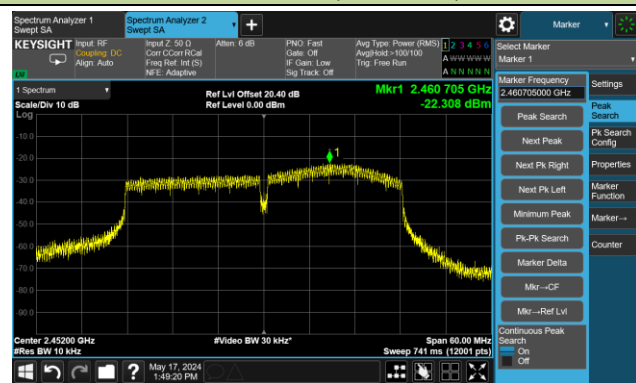 Spectrum Analyzer 1
Swept SA
Spectrum Analyzer 2
Swept SA
+
Marker
KEYSIGHT
Input: RF
Coupling: DC
Align: Auto
Input Z: 50 Ω
Corr CCorr RCal
Freq Ref: Int (S)
NFE: Adaptive
Atten: 6 dB
PNO: Fast
Gate: Off
IF Gain: Low
Sig Track: Off
Avg Type: Power (RMS)
Avg|Hold:>100/100
Trig: Free Run
1 2 3 4 5 6
A W W W W W
A N N N N N
Select Marker
Marker 1
LW
1 Spectrum
Scale/Div 10 dB
Log
Ref Lvl Offset 20.40 dB
Ref Level 0.00 dBm
Mkr1 2.460 705 GHz
-22.308 dBm
1
-10.0
-20.0
-30.0
-40.0
-50.0
-60.0
-70.0
-80.0
-90.0
Center 2.45200 GHz
#Res BW 10 kHz
#Video BW 30 kHz*
Span 60.00 MHz
Sweep 741 ms (12001 pts)
Marker Frequency
2.460705000 GHz
Peak Search
Next Peak
Next Pk Right
Next Pk Left
Minimum Peak
Pk-Pk Search
Marker Delta
Mkr→CF
Mkr→Ref Lvl
Continuous Peak
Search
On
Off
Settings
Peak
Search
Pk Search
Config
Properties
Marker
Function
Marker→
Counter
?
May 17, 2024
1:49:20 PM